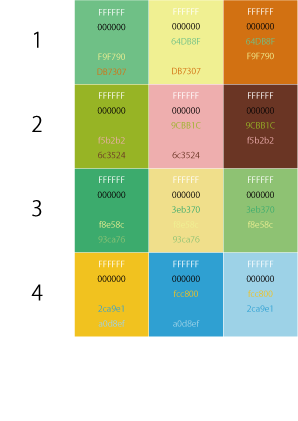 FFFFFF FFFFFF FFFFFF
000000 000000 000000
1 64DB8F 64DB8F
F9F790 F9F790
DB7307 DB7307
FFFFFF FFFFFF FFFFFF
000000 000000 000000
2 9CBB1C 9CBB1C
f5b2b2 f5b2b2
6c3524 6c3524
FFFFFF FFFFFF FFFFFF
000000 000000 000000
3 3eb370 3eb370
f8e58c f8e58c
93ca76 93ca76
FFFFFF FFFFFF FFFFFF
000000 000000 000000
4 fcc800 fcc800
2ca9e1 2ca9e1
a0d8ef a0d8ef